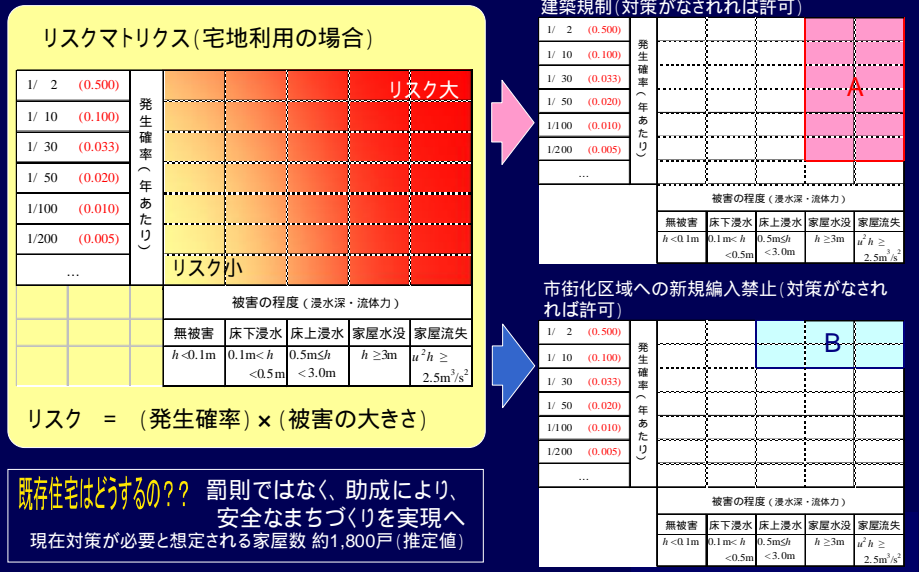 リスクマトリクス(宅地利用の場合)
1/ 2 (0.500)
1/ 10 (0.100)
1/ 30 (0.033)
1/ 50 (0.020)
1/100 (0.010)
1/200 (0.005)
…
発生確率(年あたり)
リスク大
リスク小
被害の程度(浸水深・流体力)
無被害 床下浸水 床上浸水 家屋水没 家屋流失
h<0.1m 0.1m<h 0.5m≤h h≥3m u²h ≥
<0.5m <3.0m 2.5m³/s²
リスク = (発生確率)×(被害の大きさ)
既存住宅はどうするの?? 罰則ではなく、助成により、
安全なまちづくりを実現へ
現在対策が必要と想定される家屋数 約1,800戸(推定値)
建築規制(対策がなされれば許可)
1/ 2 (0.500)
1/ 10 (0.100)
1/ 30 (0.033)
1/ 50 (0.020)
1/100 (0.010)
1/200 (0.005)
…
発生確率(年あたり)
A
被害の程度(浸水深・流体力)
無被害 床下浸水 床上浸水 家屋水没 家屋流失
h<0.1m 0.1m<h 0.5m≤h h≥3m u²h ≥
<0.5m <3.0m 2.5m³/s²
市街化区域への新規編入禁止(対策がなされ
れば許可)
1/ 2 (0.500)
1/ 10 (0.100)
1/ 30 (0.033)
1/ 50 (0.020)
1/100 (0.010)
1/200 (0.005)
…
発生確率(年あたり)
B
被害の程度(浸水深・流体力)
無被害 床下浸水 床上浸水 家屋水没 家屋流失
h<0.1m 0.1m<h 0.5m≤h h≥3m u²h ≥
<0.5m <3.0m 2.5m³/s²